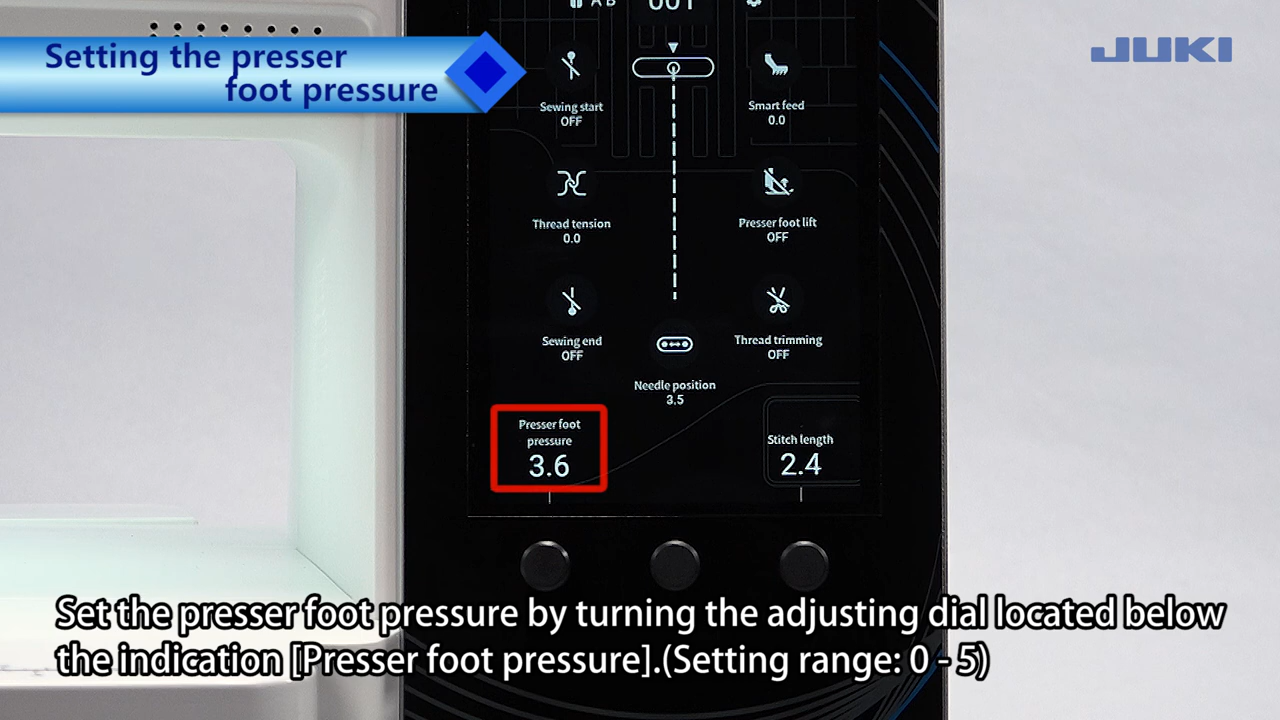 A B
001
Setting the presser
foot pressure
JUKI
Sewing start
OFF
Smart feed
0.0
Thread tension
0.0
Presser foot lift
OFF
Sewing end
OFF
Thread trimming
OFF
Needle position
3.5
Presser foot
pressure
3.6
Stitch length
2.4
Set the presser foot pressure by turning the adjusting dial located below
the indication [Presser foot pressure].(Setting range: 0 - 5)